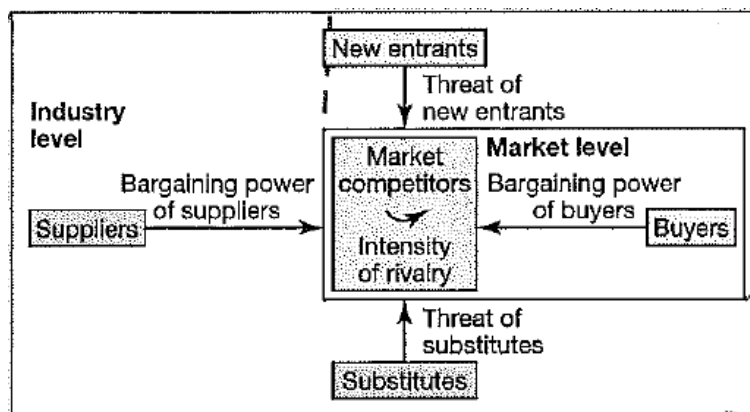 New entrants
Threat of
new entrants
Industry
level
Market level
Market
competitors
Bargaining power
of suppliers
Bargaining power
of buyers
Suppliers
Buyers
Intensity
of rivalry
Threat of
substitutes
Substitutes